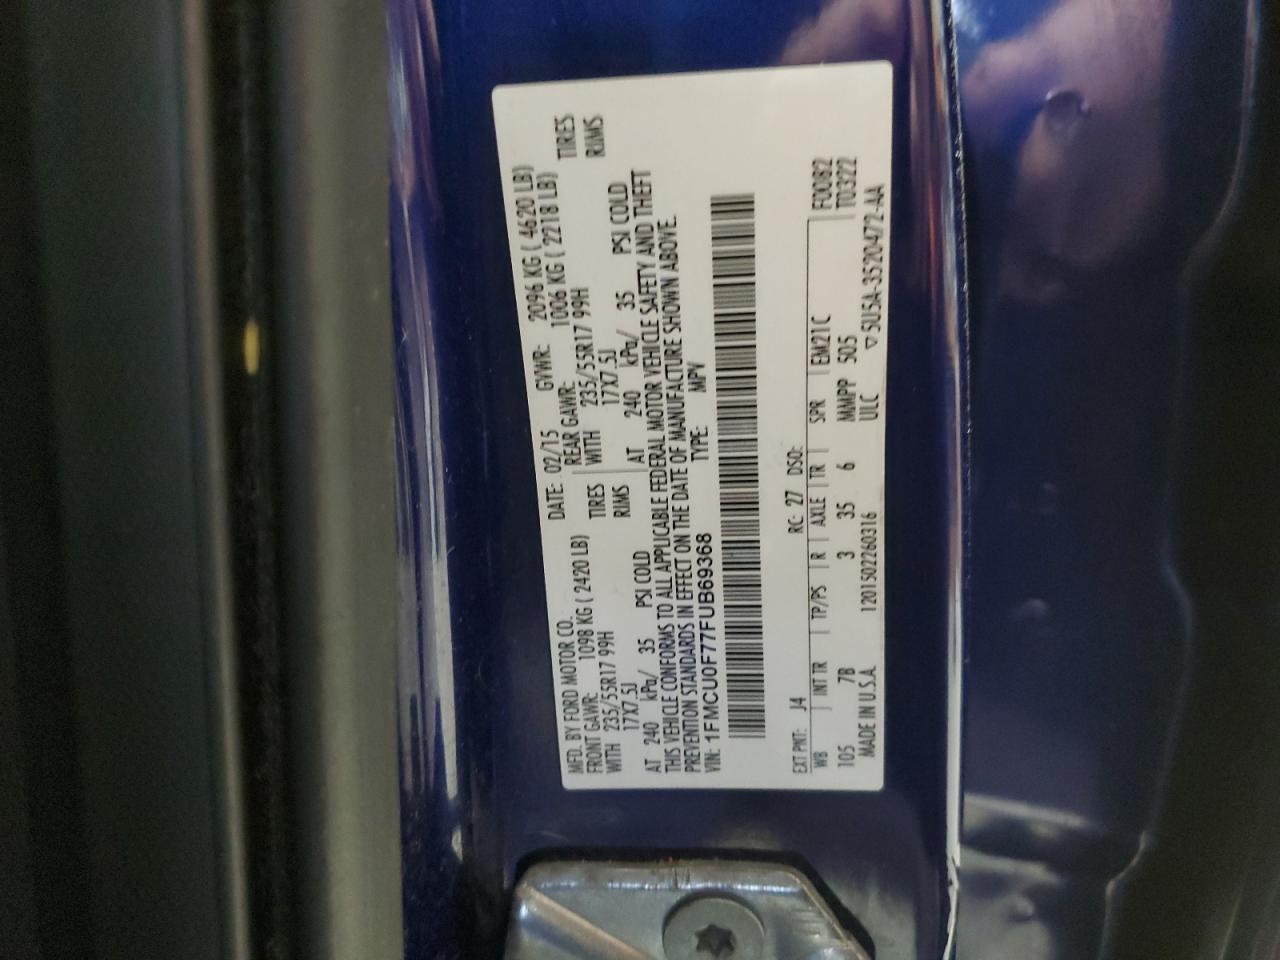 MFD. BY FORD MOTOR CO. DATE: 02/15 GVWR: 2096 KG ( 4620 LB)
FRONT GAWR: 1098 KG ( 2420 LB) REAR GAWR: 1006 KG ( 2218 LB)
WITH 235/55R17 99H TIRES WITH 235/55R17 99H TIRES
17X7.5J RIMS 17X7.5J RIMS
AT 240 kPa/ 35 PSI COLD AT 240 kPa/ 35 PSI COLD
THIS VEHICLE CONFORMS TO ALL APPLICABLE FEDERAL MOTOR VEHICLE SAFETY AND THEFT
PREVENTION STANDARDS IN EFFECT ON THE DATE OF MANUFACTURE SHOWN ABOVE.
VIN: 1FMCU0F77FUB69368 TYPE: MPV
EXT PNT: J4 RC: 27 DSO: F0082
WB INT TR TP/PS R AXLE TR SPR EM21C T0322
105 7B 3 35 6 MMPP 505
MADE IN U.S.A. 1201502260316 ULC ▽5U5A-3520472-AA